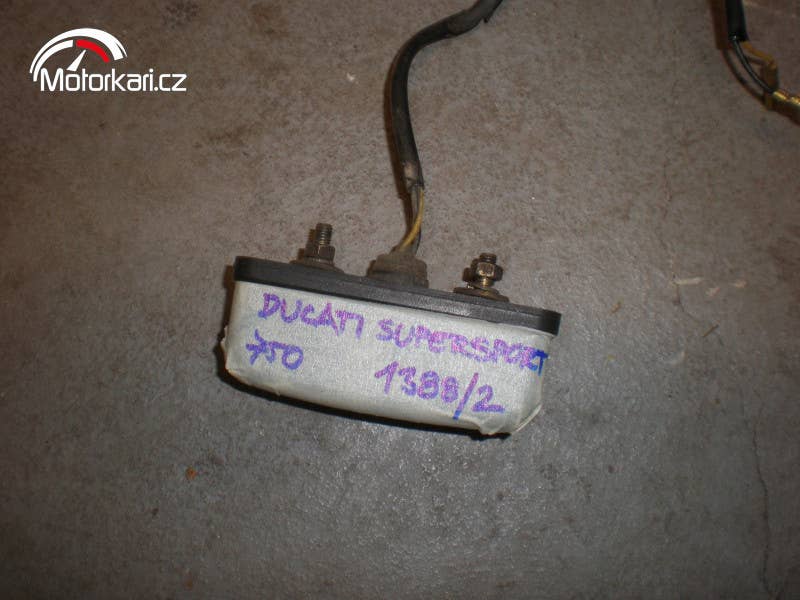 Motorkari.cz
DUCATI SUPERSPORT
750 1388/2